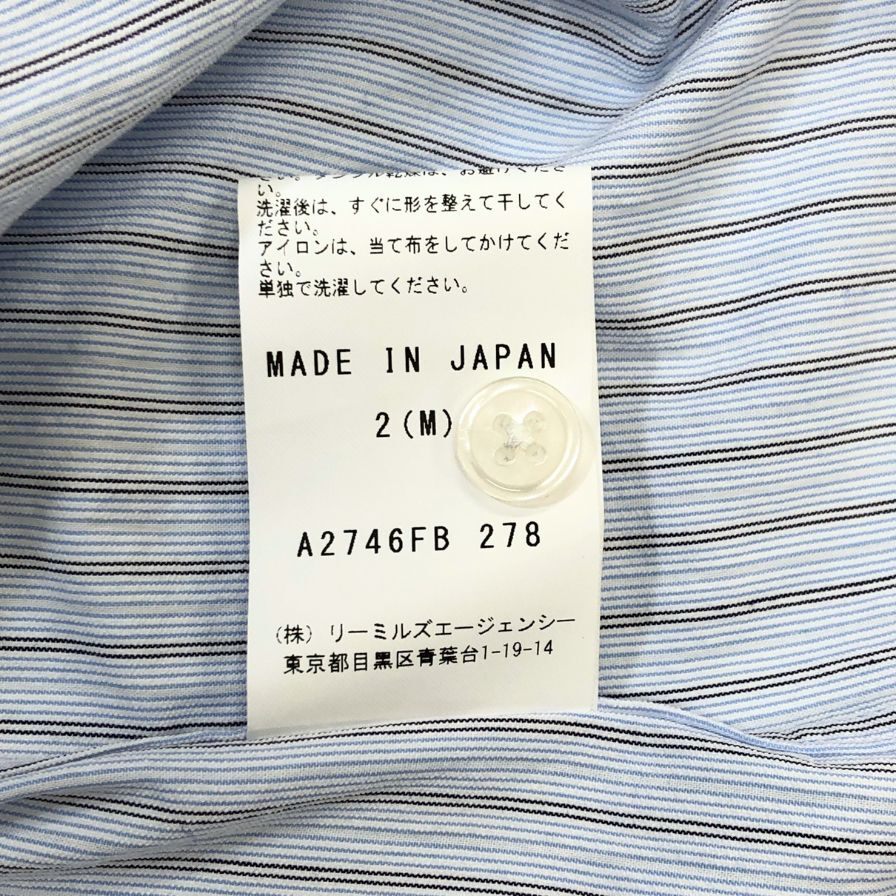 い。
洗濯後は、すぐに形を整えて干してく
ださい。
アイロンは、当て布をしてかけてくだ
さい。
単独で洗濯してください。
MADE IN JAPAN
2(M)
A2746FB 278
(株) リーミルズエージェンシー
東京都目黒区青葉台1-19-14